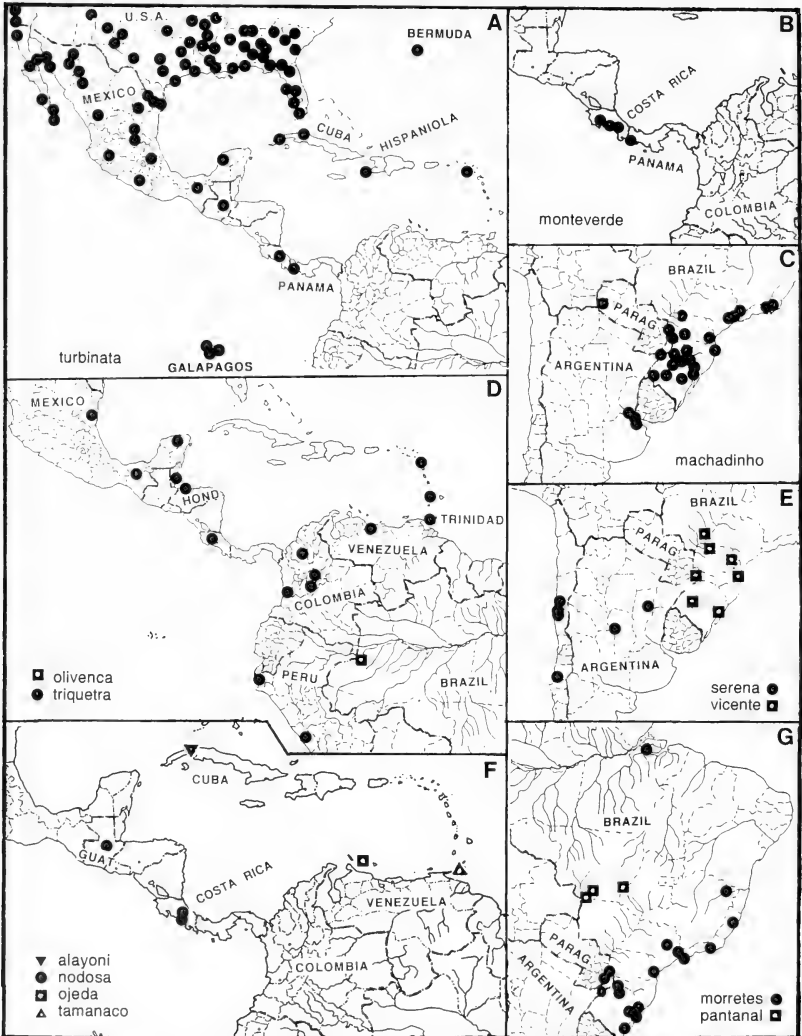 A
U.S.A.
BERMUDA
MEXICO
CUBA
HISPANIOLA
PANAMA
turbinata
GALAPAGOS
B
COSTA RICA
PANAMA
COLOMBIA
monteverde
C
BRAZIL
PARAG
ARGENTINA
machadinho
D
MEXICO
HOND
TRINIDAD
VENEZUELA
COLOMBIA
PERU
BRAZIL
olivenca
triquetra
E
BRAZIL
PARAG
ARGENTINA
serena
vicente
F
CUBA
GUAT
COSTA RICA
VENEZUELA
COLOMBIA
alayoni
nodosa
ojeda
tamanaco
G
BRAZIL
PARAG
ARGENTINA
morretes
pantanal